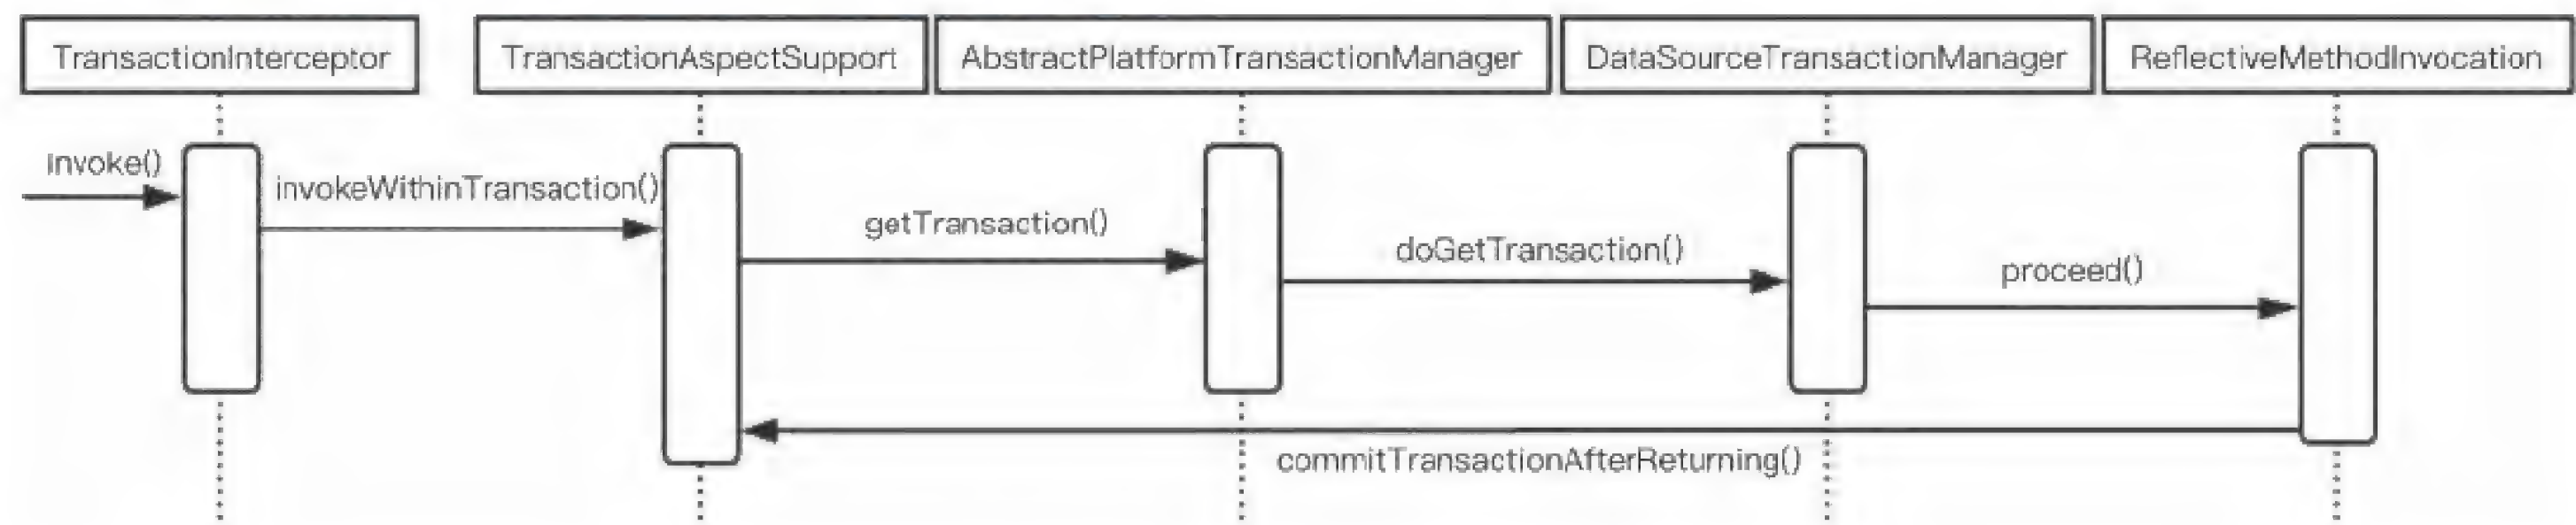 TransactionInterceptor
TransactionAspectSupport
AbstractPlatformTransactionManager
DataSourceTransactionManager
ReflectiveMethodInvocation
invoke()
invokeWithinTransaction()
getTransaction()
doGetTransaction()
proceed()
commitTransactionAfterReturning()